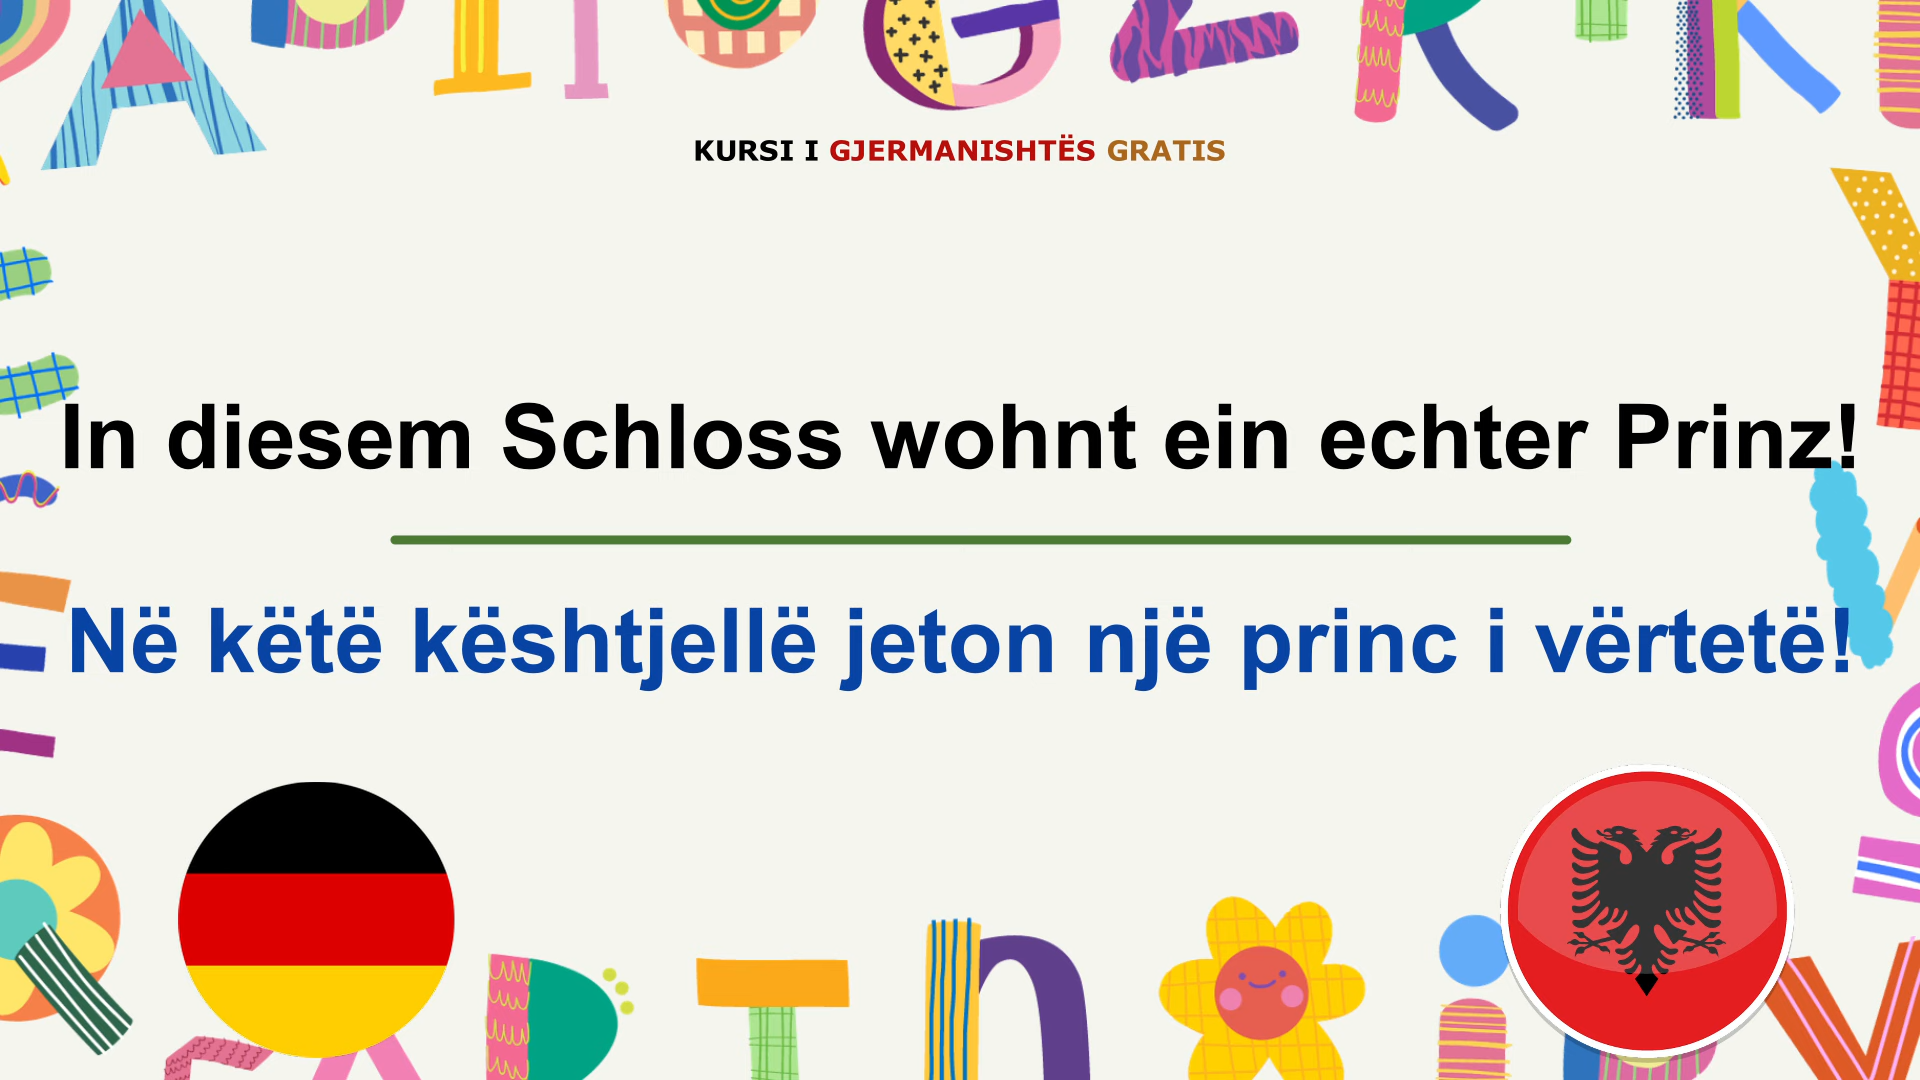 KURSI I GJERMANISHTËS GRATIS
In diesem Schloss wohnt ein echter Prinz!
Në këtë kështjellë jeton një princ i vërtetë!